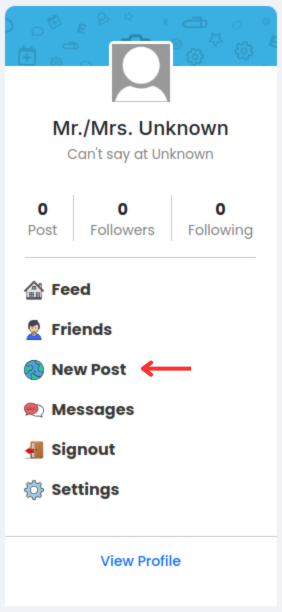 Mr./Mrs. Unknown
Can't say at Unknown
0 0 0
Post Followers Following
Feed
Friends
New Post
Messages
Signout
Settings
View Profile